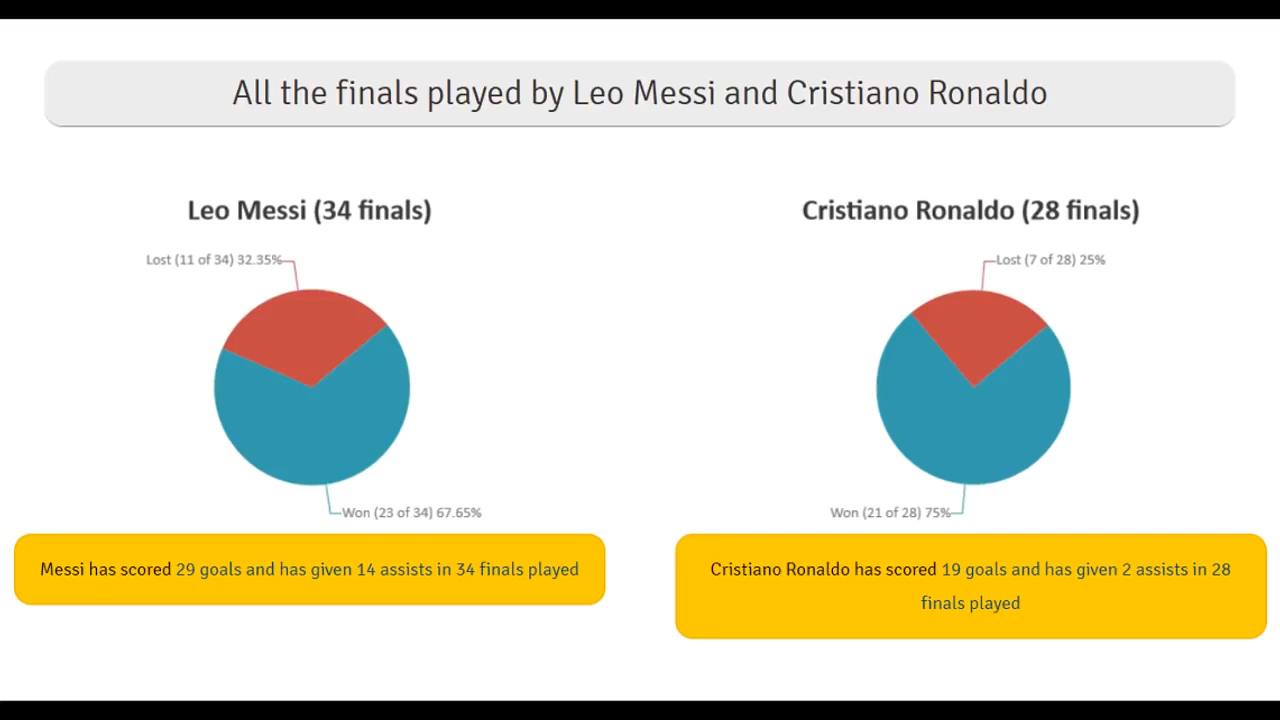 All the finals played by Leo Messi and Cristiano Ronaldo
Leo Messi (34 finals)
Lost (11 of 34) 32.35%
Won (23 of 34) 67.65%
Messi has scored 29 goals and has given 14 assists in 34 finals played
Cristiano Ronaldo (28 finals)
Lost (7 of 28) 25%
Won (21 of 28) 75%
Cristiano Ronaldo has scored 19 goals and has given 2 assists in 28
finals played